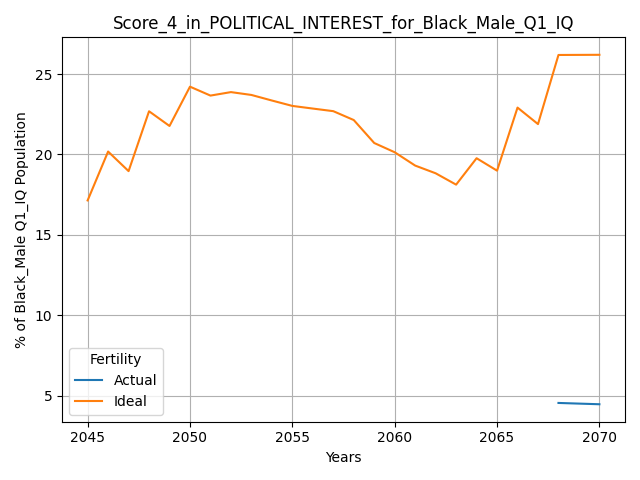 Score_4_in_POLITICAL_INTEREST_for_Black_Male_Q1_IQ
% of Black_Male Q1_IQ Population
25
20
15
10
5
Fertility
Actual
Ideal
2045 2050 2055 2060 2065 2070
Years